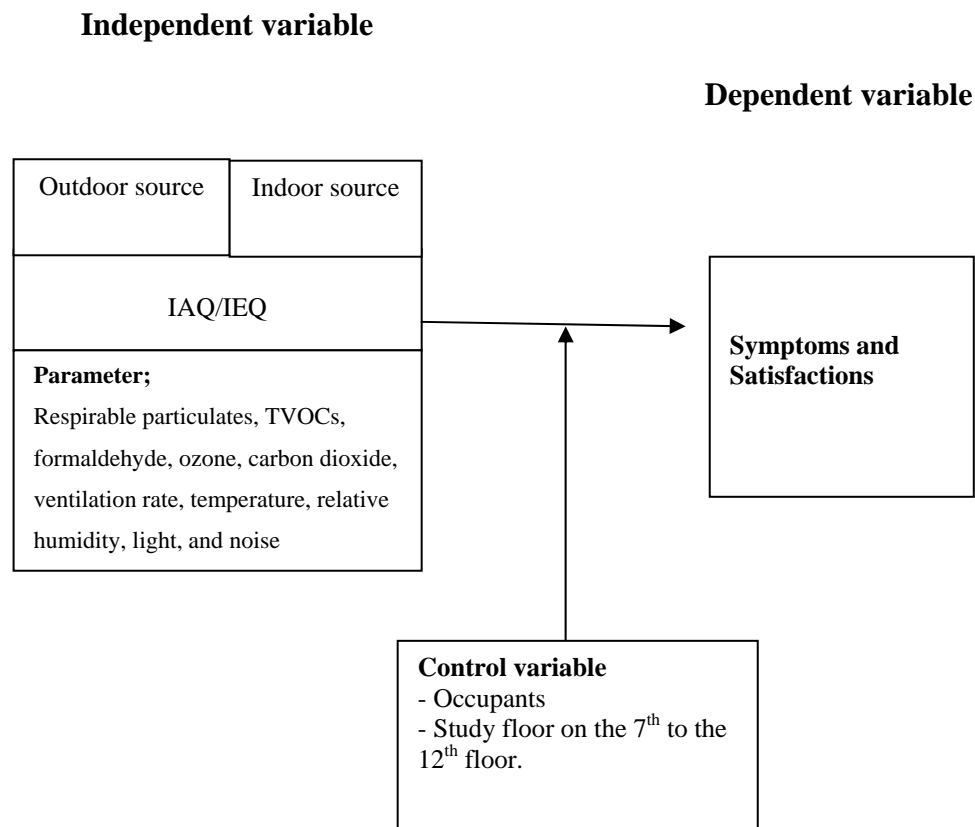 Independent variable
Dependent variable
Outdoor source
Indoor source
IAQ/IEQ
Parameter;
Respirable particulates, TVOCs,
formaldehyde, ozone, carbon dioxide,
ventilation rate, temperature, relative
humidity, light, and noise
Symptoms and
Satisfactions
Control variable
- Occupants
- Study floor on the 7th to the
12th floor.